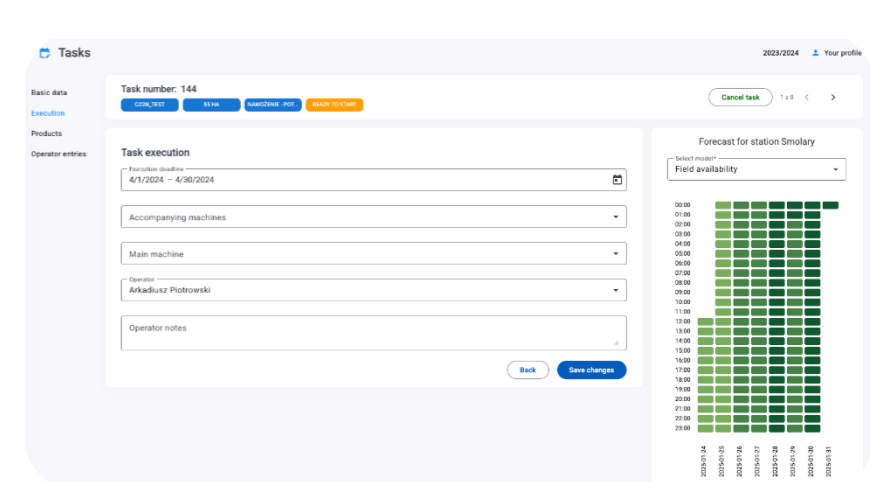 Tasks
2023/2024
Your profile
Basic data
Execution
Products
Operator entries
Task number: 144
55 HA
NAWOŻENIE - POT...
READY TO START
Cancel task
Task execution
Execution deadline
4/1/2024 – 4/30/2024
Accompanying machines
Main machine
Operator
Arkadiusz Piotrowski
Operator notes
Back
Save changes
Forecast for station Smolary
Select model*
Field availability
00:00
01:00
02:00
03:00
04:00
05:00
06:00
07:00
08:00
09:00
10:00
11:00
12:00
13:00
14:00
15:00
16:00
17:00
18:00
19:00
20:00
21:00
22:00
23:00
2025-01-24
2025-01-25
2025-01-26
2025-01-27
2025-01-28
2025-01-29
2025-01-30
2025-01-31